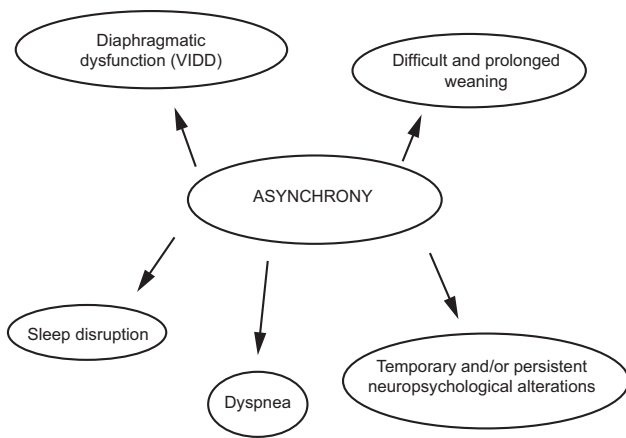 Diaphragmatic
dysfunction (VIDD)
Difficult and prolonged
weaning
ASYNCHRONY
Sleep disruption
Dyspnea
Temporary and/or persistent
neuropsychological alterations